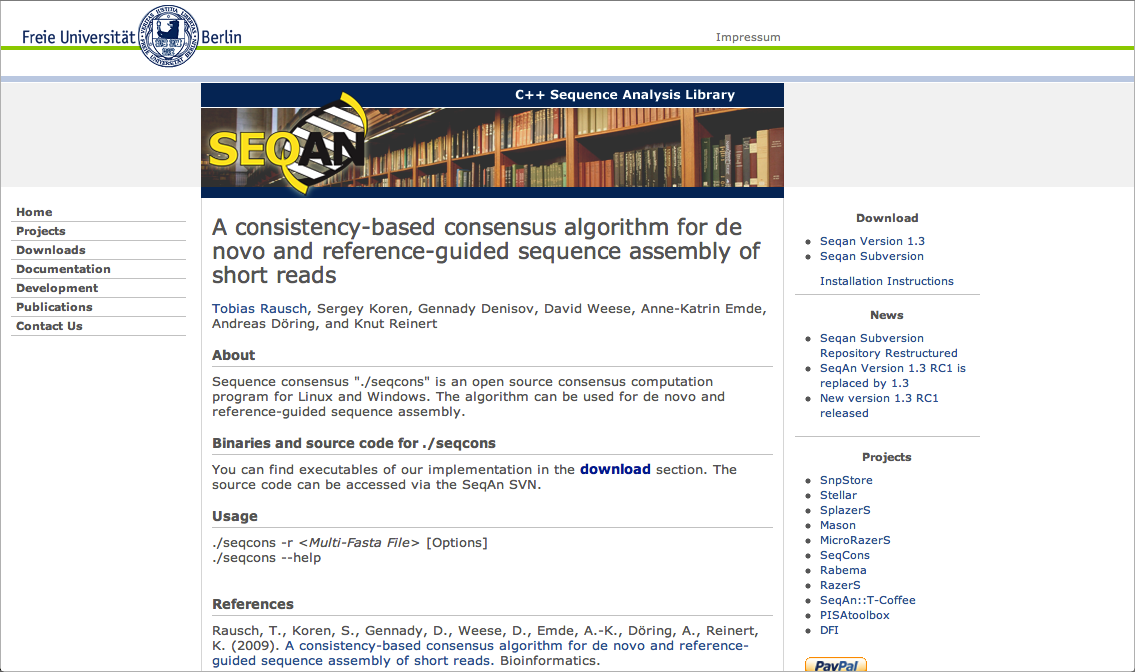 Freie Universität Berlin
Impressum
C++ Sequence Analysis Library
SEQAN
Home
Projects
Downloads
Documentation
Development
Publications
Contact Us
A consistency-based consensus algorithm for de
novo and reference-guided sequence assembly of
short reads
Tobias Rausch, Sergey Koren, Gennady Denisov, David Weese, Anne-Katrin Emde,
Andreas Döring, and Knut Reinert
About
Sequence consensus "./seqcons" is an open source consensus computation
program for Linux and Windows. The algorithm can be used for de novo and
reference-guided sequence assembly.
Binaries and source code for ./seqcons
You can find executables of our implementation in the download section. The
source code can be accessed via the SeqAn SVN.
Usage
./seqcons -r <Multi-Fasta File> [Options]
./seqcons --help
References
Rausch, T., Koren, S., Gennady, D., Weese, D., Emde, A.-K., Döring, A., Reinert,
K. (2009). A consistency-based consensus algorithm for de novo and reference-
guided sequence assembly of short reads. Bioinformatics.
Download
Seqan Version 1.3
Seqan Subversion
Installation Instructions
News
Seqan Subversion
Repository Restructured
SeqAn Version 1.3 RC1 is
replaced by 1.3
New version 1.3 RC1
released
Projects
SnpStore
Stellar
SplazerS
Mason
MicroRazerS
SeqCons
Rabema
RazerS
SeqAn::T-Coffee
PISAtoolbox
DFI
PayPal